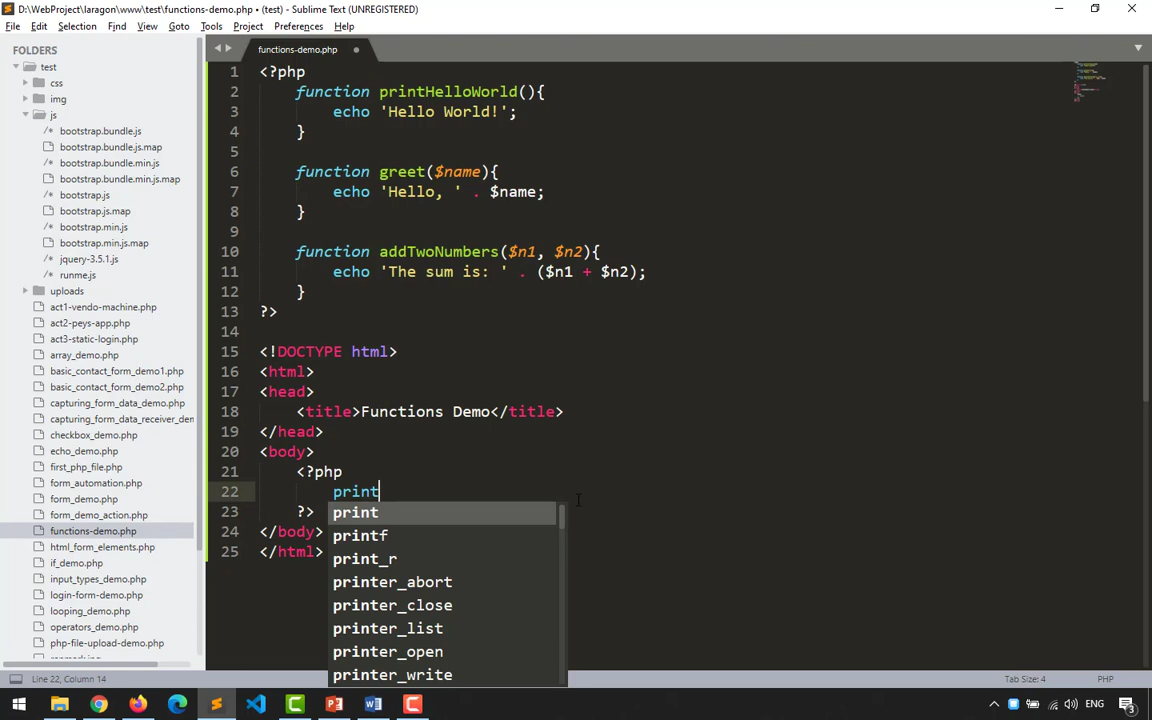 D:\WebProject\laragon\www\test\functions-demo.php • (test) - Sublime Text (UNREGISTERED)
File Edit Selection Find View Goto Tools Project Preferences Help
FOLDERS
test
css
img
js
/* bootstrap.bundle.js
bootstrap.bundle.js.map
/* bootstrap.bundle.min.js
bootstrap.bundle.min.js.map
/* bootstrap.js
bootstrap.js.map
/* bootstrap.min.js
bootstrap.min.js.map
/* jquery-3.5.1.js
/* runme.js
uploads
act1-vendo-machine.php
act2-peys-app.php
act3-static-login.php
array_demo.php
basic_contact_form_demo1.php
basic_contact_form_demo2.php
capturing_form_data_demo.php
capturing_form_data_receiver_dem
checkbox_demo.php
echo_demo.php
first_php_file.php
form_automation.php
form_demo.php
form_demo_action.php
functions-demo.php
html_form_elements.php
if_demo.php
input_types_demo.php
login-form-demo.php
looping_demo.php
operators_demo.php
php-file-upload-demo.php
functions-demo.php
1 <?php
2 function printHelloWorld(){
3 echo 'Hello World!';
4 }
5
6 function greet($name){
7 echo 'Hello, ' . $name;
8 }
9
10 function addTwoNumbers($n1, $n2){
11 echo 'The sum is: ' . ($n1 + $n2);
12 }
13 ?>
14
15 <!DOCTYPE html>
16 <html>
17 <head>
18 <title>Functions Demo</title>
19 </head>
20 <body>
21 <?php
22 print
23 ?>
24 </body>
25 </html>
print
printf
print_r
printer_abort
printer_close
printer_list
printer_open
printer_write
Line 22, Column 14
Tab Size: 4
PHP
ENG
3